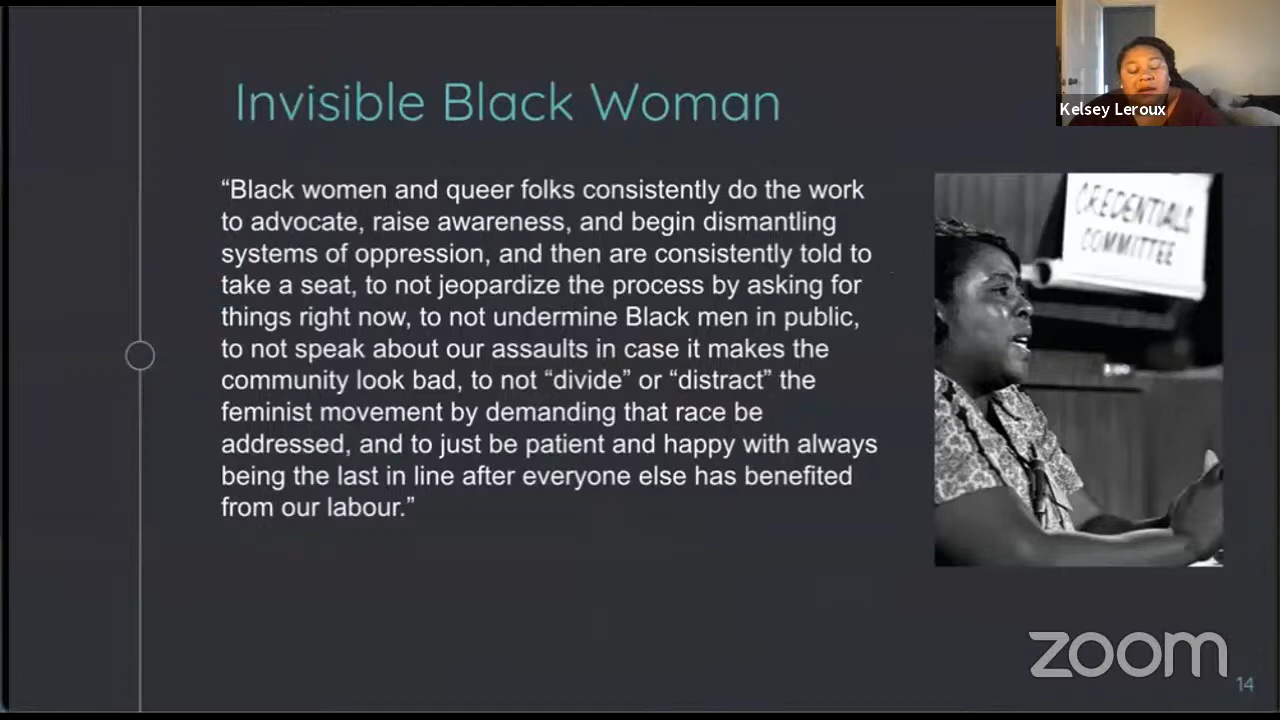 Invisible Black Woman
Kelsey Leroux
“Black women and queer folks consistently do the work
to advocate, raise awareness, and begin dismantling
systems of oppression, and then are consistently told to
take a seat, to not jeopardize the process by asking for
things right now, to not undermine Black men in public,
to not speak about our assaults in case it makes the
community look bad, to not “divide” or “distract” the
feminist movement by demanding that race be
addressed, and to just be patient and happy with always
being the last in line after everyone else has benefited
from our labour.”
CREDENTIALS
COMMITTEE
zoom
14